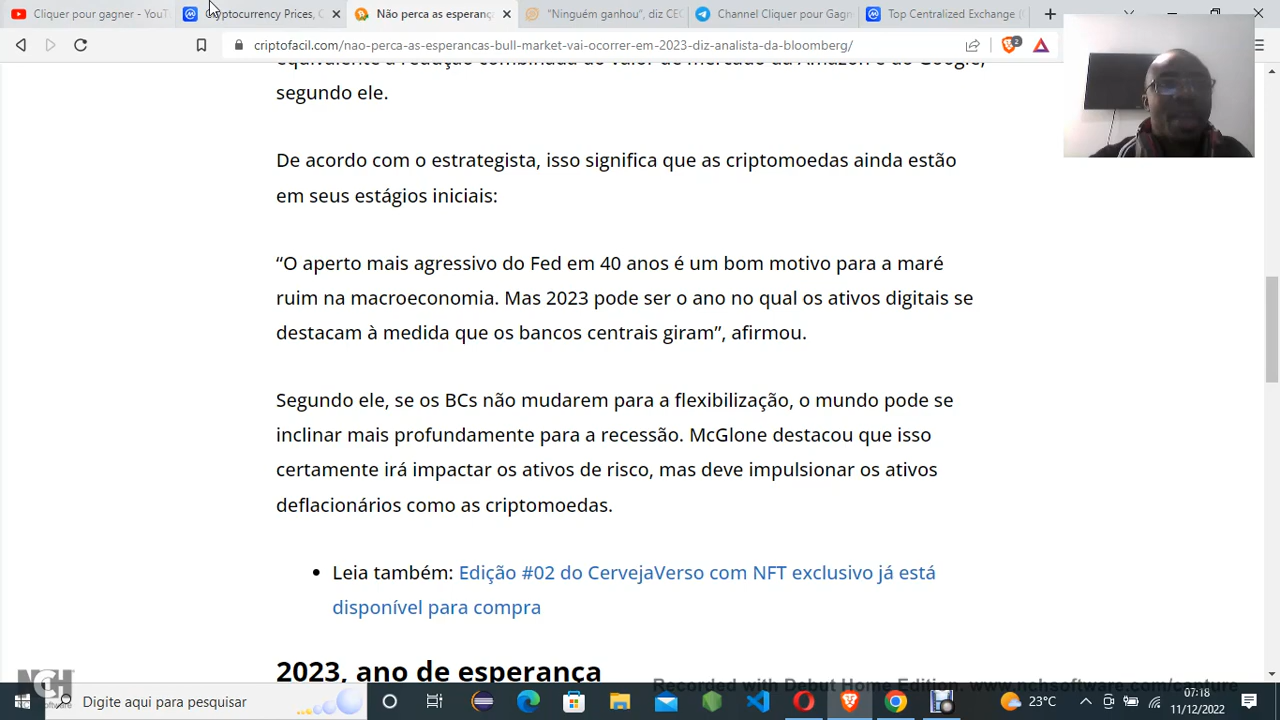 Cliquer pour gagner - YouT
yptocurrency Prices, C
Não perca as esperança
"Ninguém ganhou", diz CE
Channel Cliquer pour Gagn
Top Centralized Exchange (
criptofacil.com/nao-perca-as-esperancas-bull-market-vai-ocorrer-em-2023-diz-analista-da-bloomberg/
2
equivalente à redução combinada do valor de mercado da Amazon e do Google,
segundo ele.
De acordo com o estrategista, isso significa que as criptomoedas ainda estão
em seus estágios iniciais:
“O aperto mais agressivo do Fed em 40 anos é um bom motivo para a maré
ruim na macroeconomia. Mas 2023 pode ser o ano no qual os ativos digitais se
destacam à medida que os bancos centrais giram”, afirmou.
Segundo ele, se os BCs não mudarem para a flexibilização, o mundo pode se
inclinar mais profundamente para a recessão. McGlone destacou que isso
certamente irá impactar os ativos de risco, mas deve impulsionar os ativos
deflacionários como as criptomoedas.
• Leia também: Edição #02 do CervejaVerso com NFT exclusivo já está
disponível para compra
2023, ano de esperança
Recorded with Debut Home Edition. www.nchsoftware.com/capture
NCH
Software
Digite aqui para pesquisar
23°C
07:18
11/12/2022